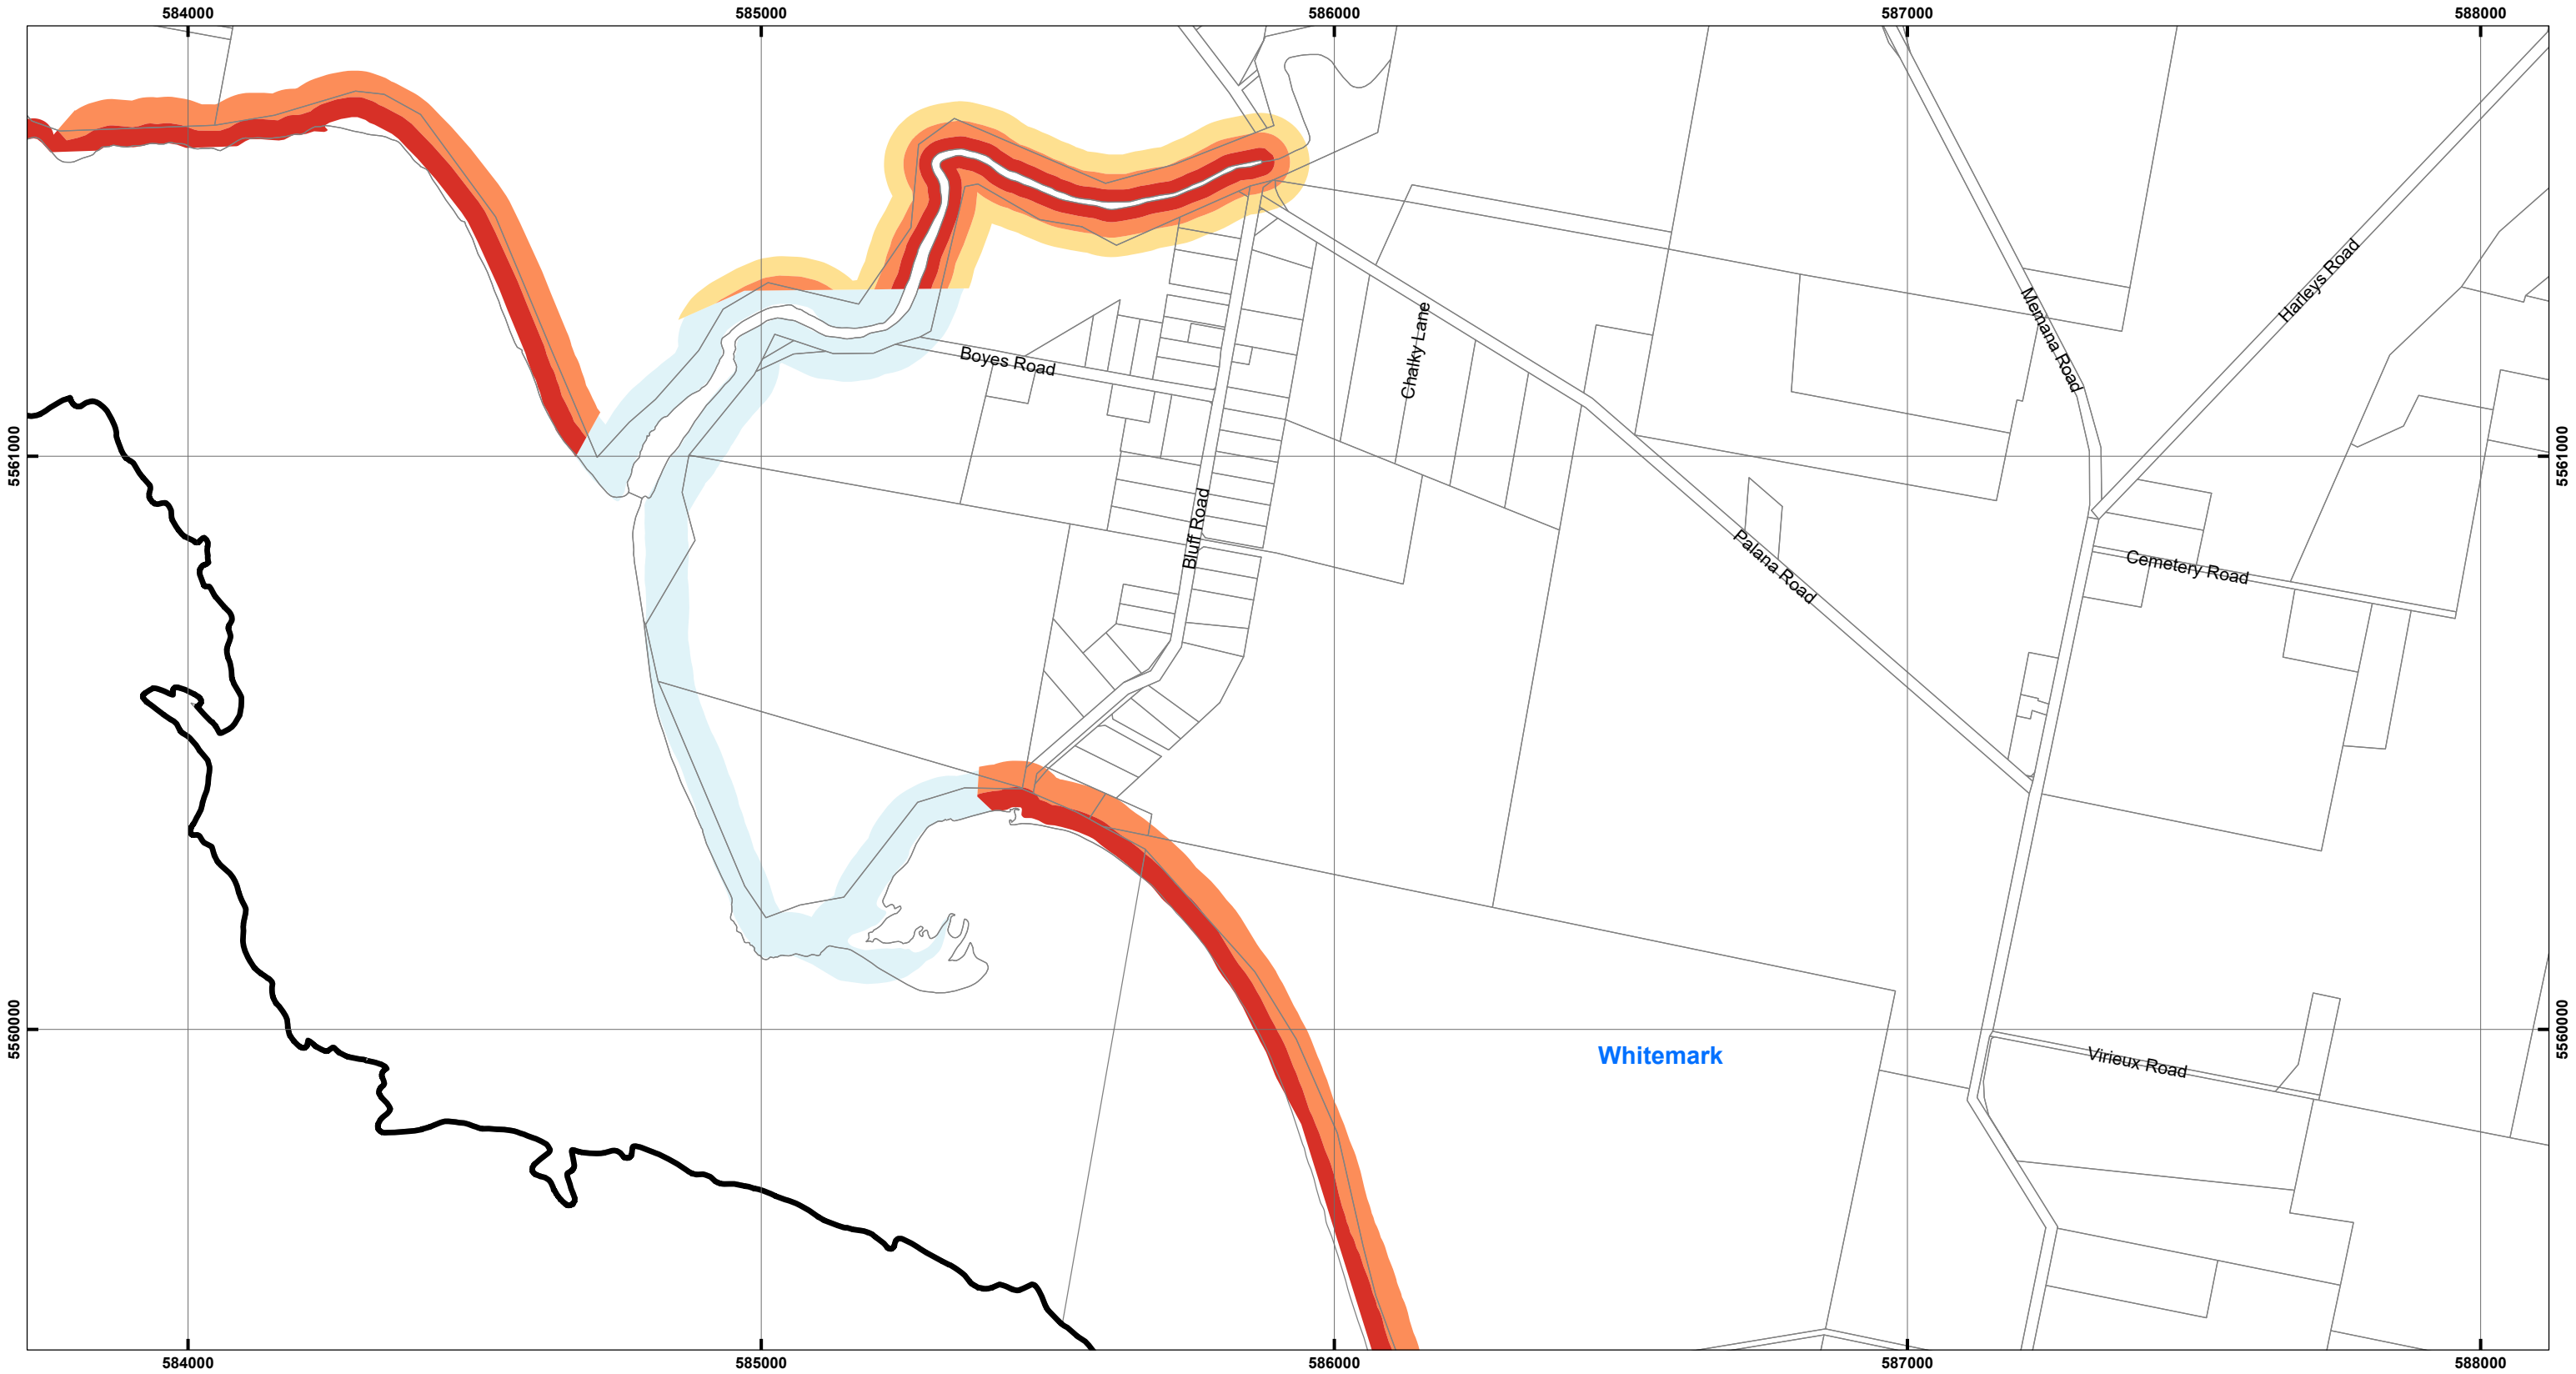 584000
585000
586000
587000
588000
Harleys Road
Memana Road
Boyes Road
Chalky Lane
5561000
5561000
Bluff Road
Palana Road
Cemetery Road
5560000
5560000
Whitemark
Virieux Road
584000
585000
586000
587000
588000